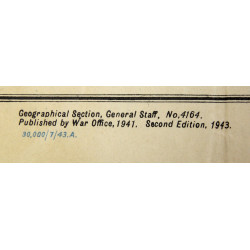 Geographical Section, General Staff, No. 4164.
Published by War Office, 1941. Second Edition, 1943.
30,000/7/43.A.